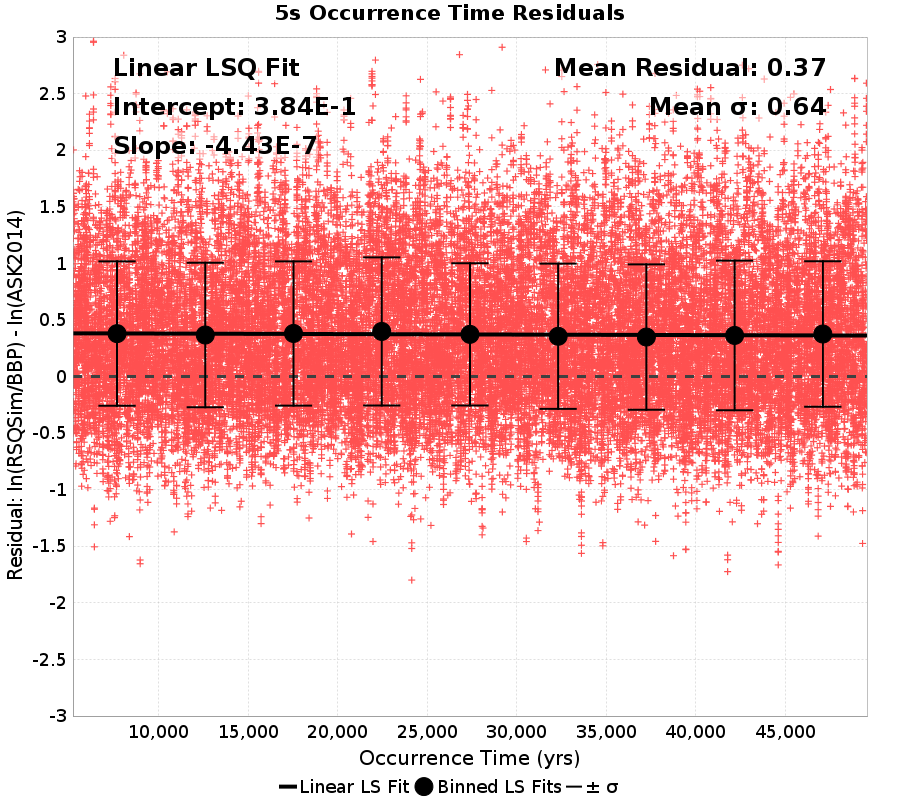 5s Occurrence Time Residuals
Linear LSQ Fit
Intercept: 3.84E-1
Slope: -4.43E-7
Mean Residual: 0.37
Mean σ: 0.64
Residual: ln(RSQSim/BBP) - ln(ASK2014)
3
2.5
2
1.5
1
0.5
0
-0.5
-1
-1.5
-2
-2.5
-3
10,000 15,000 20,000 25,000 30,000 35,000 40,000 45,000
Occurrence Time (yrs)
Linear LS Fit Binned LS Fits ± σ